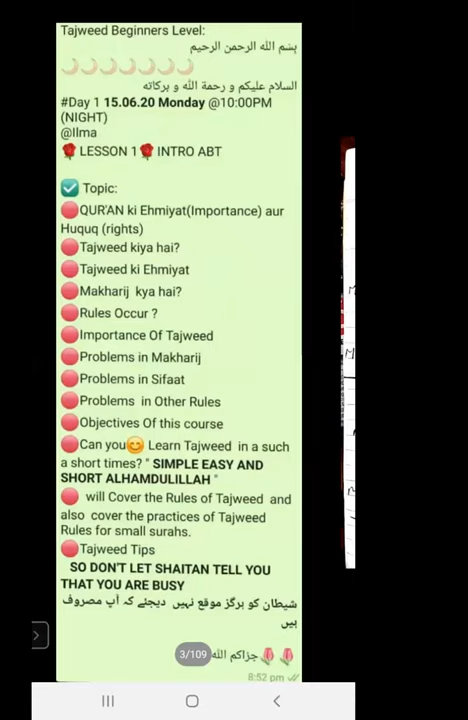 Tajweed Beginners Level:
بِسْمِ اللّٰه الرحمن الرحيم
🌙🌙🌙🌙🌙🌙🌙
السلام عليكم و رحمة الله و بركاته
#Day 1 15.06.20 Monday @10:00PM
(NIGHT)
@Ilma
🌹 LESSON 1🌹 INTRO ABT
☑️ Topic:
🔴QUR'AN ki Ehmiyat(Importance) aur
Huquq (rights)
🔴Tajweed kiya hai?
🔴Tajweed ki Ehmiyat
🔴Makharij kya hai?
🔴Rules Occur ?
🔴Importance Of Tajweed
🔴Problems in Makharij
🔴Problems in Sifaat
🔴Problems in Other Rules
🔴Objectives Of this course
🔴Can you😊 Learn Tajweed in a such
a short times? " SIMPLE EASY AND
SHORT ALHAMDULILLAH "
🔴 will Cover the Rules of Tajweed and
also cover the practices of Tajweed
Rules for small surahs.
🔴Tajweed Tips
SO DON'T LET SHAITAN TELL YOU
THAT YOU ARE BUSY
شیطان کو ہرگز موقع نہیں دیجئے کہ آپ مصروف
ہیں
🌷🌷 جزاكم الله
3/109
8:52 pm